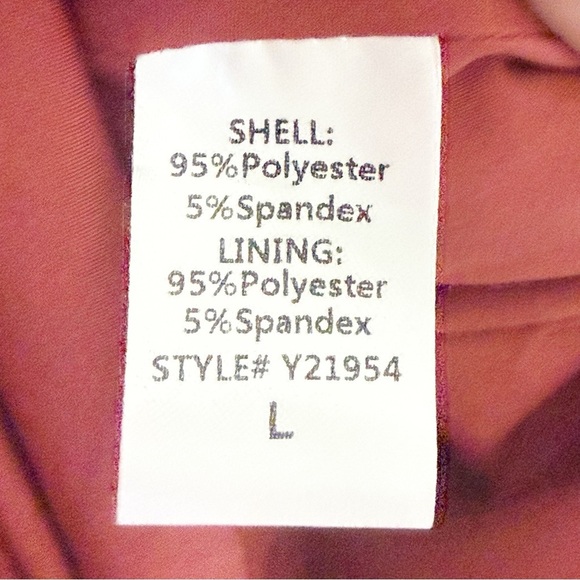 SHELL:
95%Polyester
5%Spandex
LINING:
95%Polyester
5%Spandex
STYLE# Y21954
L